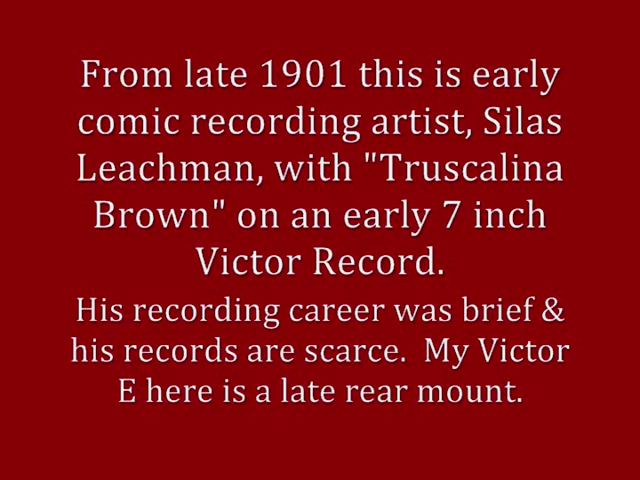 From late 1901 this is early
comic recording artist, Silas
Leachman, with "Truscalina
Brown" on an early 7 inch
Victor Record.
His recording career was brief &
his records are scarce.  My Victor
E here is a late rear mount.